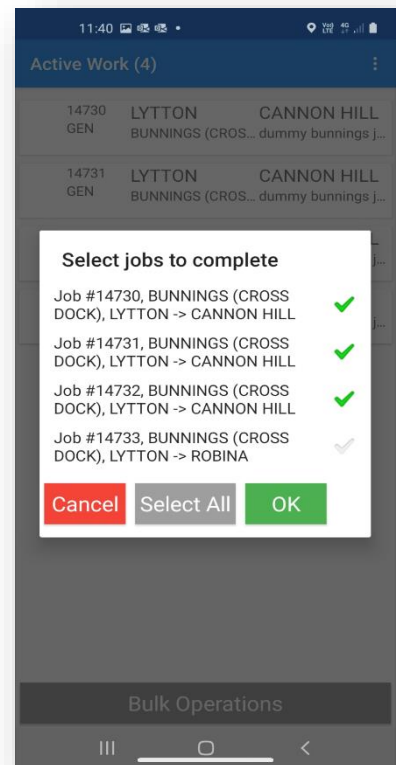 11:40
Active Work (4)
14730 LYTTON CANNON HILL
GEN BUNNINGS (CROS... dummy bunnings j...
14731 LYTTON CANNON HILL
GEN BUNNINGS (CROS... dummy bunnings j...
Select jobs to complete
Job #14730, BUNNINGS (CROSS
DOCK), LYTTON -> CANNON HILL
Job #14731, BUNNINGS (CROSS
DOCK), LYTTON -> CANNON HILL
Job #14732, BUNNINGS (CROSS
DOCK), LYTTON -> CANNON HILL
Job #14733, BUNNINGS (CROSS
DOCK), LYTTON -> ROBINA
Cancel Select All OK
Bulk Operations